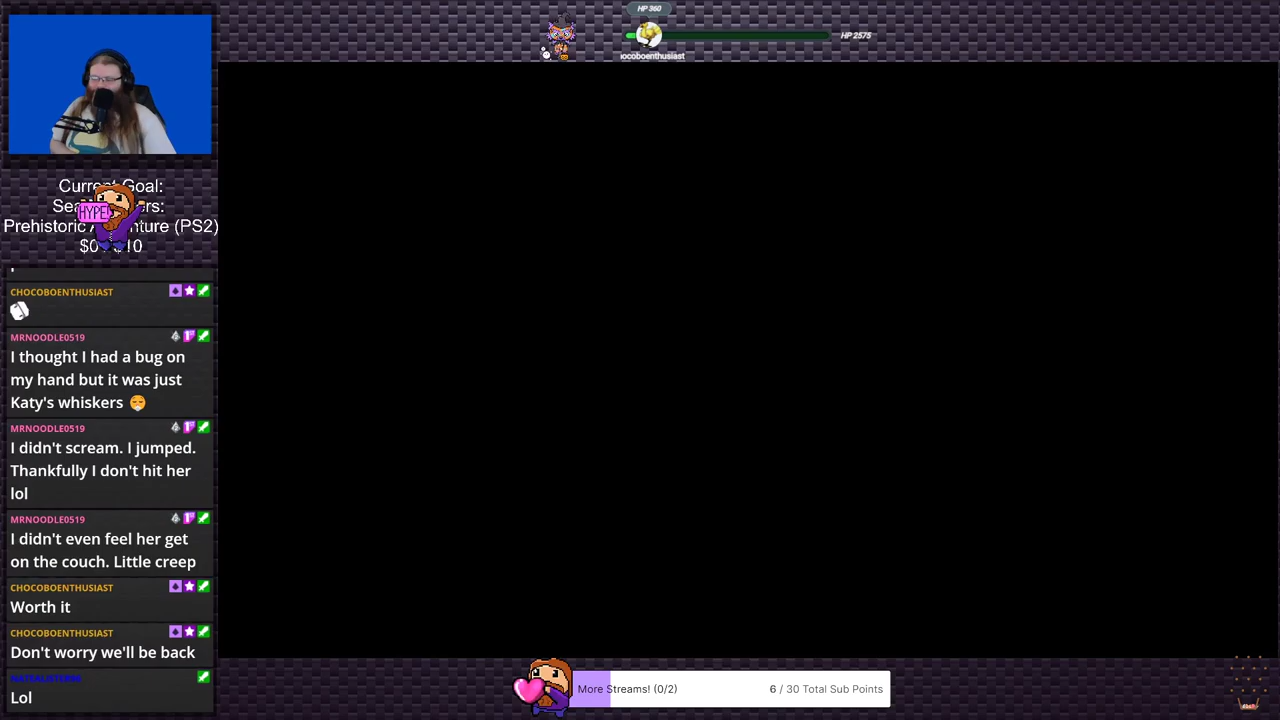 HP 360
HP 2575
ocoboenthusiast
Current Goal:
HYPE!
Prehistoric
(PS2)
CHOCOBOENTHUSIAST
MRNOODLE0519
I thought I had a bug on
my hand but it was just
Katy's whiskers
MRNOODLE0519
I didn't scream. I jumped.
Thankfully I don't hit her
lol
MRNOODLE0519
I didn't even feel her get
on the couch. Little creep
CHOCOBOENTHUSIAST
Worth it
CHOCOBOENTHUSIAST
Don't worry we'll be back
Lol
More Streams! (0/2)
6 / 30 Total Sub Points